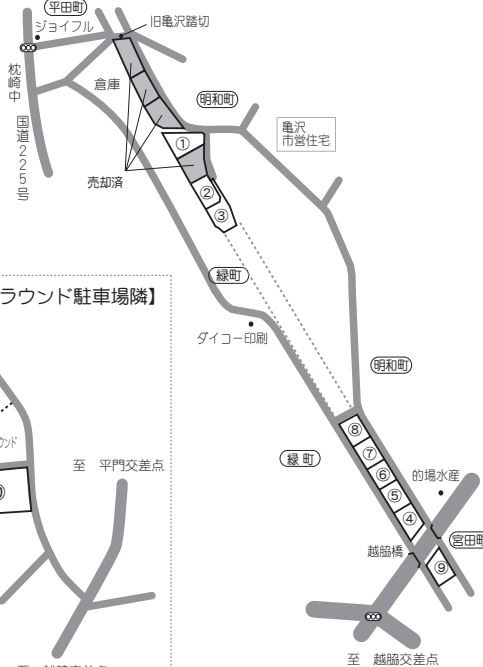 平田町
ジョイフル
旧亀沢踏切
枕崎中
国道225号
倉庫
明和町
亀沢
市営住宅
売却済
①
②
③
緑町
ダイコー印刷
明和町
ラウンド駐車場隣】
至 平門交差点
緑町
⑧
⑦
⑥
⑤
④
的場水産
越脇橋
宮田町
⑨
至 越脇交差点